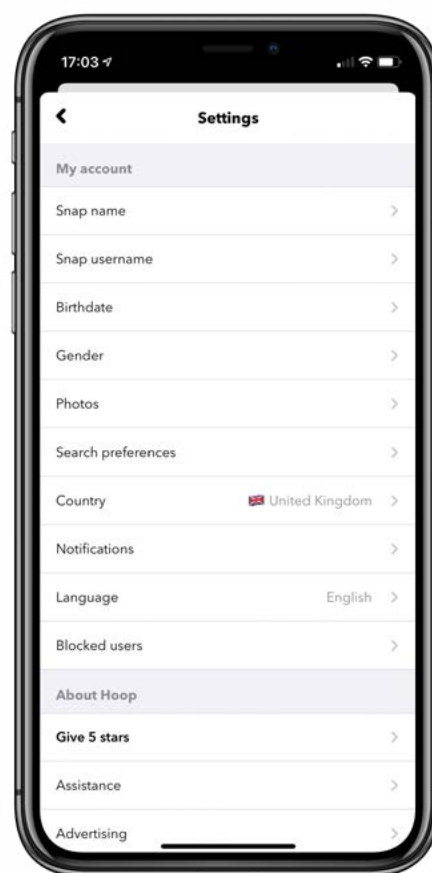 17:03
Settings
My account
Snap name
Snap username
Birthdate
Gender
Photos
Search preferences
Country United Kingdom
Notifications
Language English
Blocked users
About Hoop
Give 5 stars
Assistance
Advertising